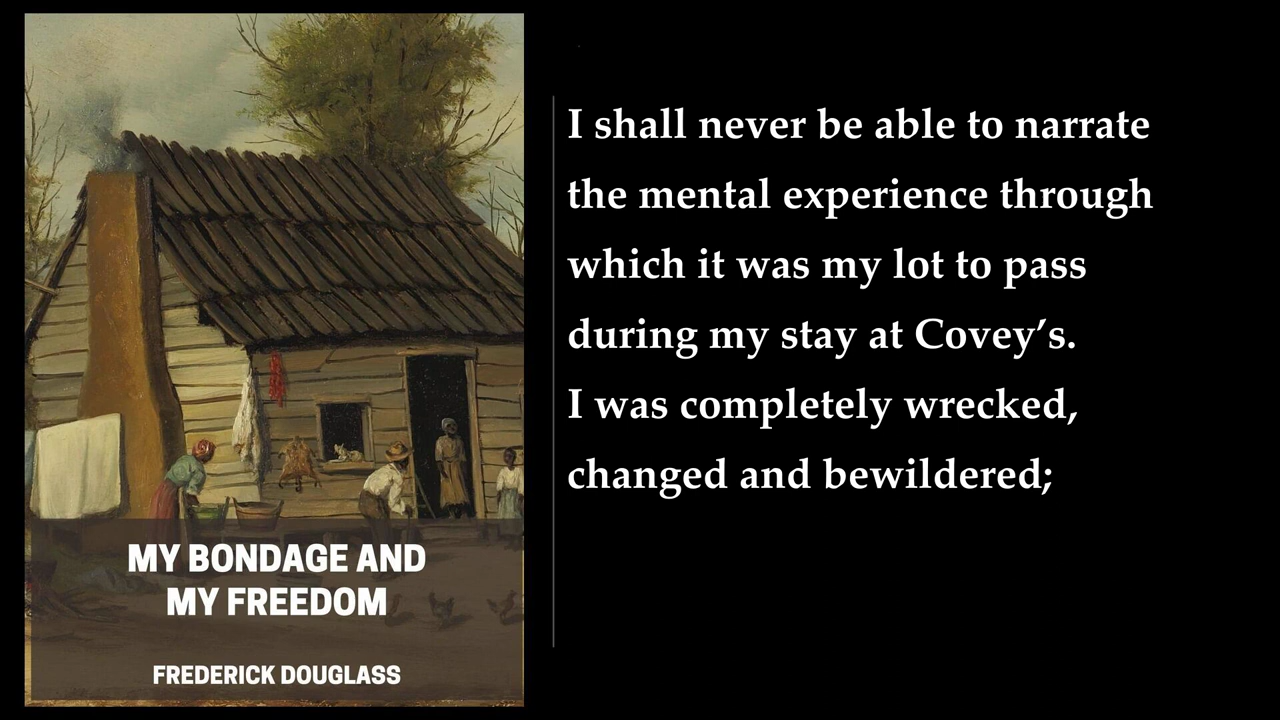 I shall never be able to narrate
the mental experience through
which it was my lot to pass
during my stay at Covey’s.
I was completely wrecked,
changed and bewildered;
MY BONDAGE AND
MY FREEDOM
FREDERICK DOUGLASS